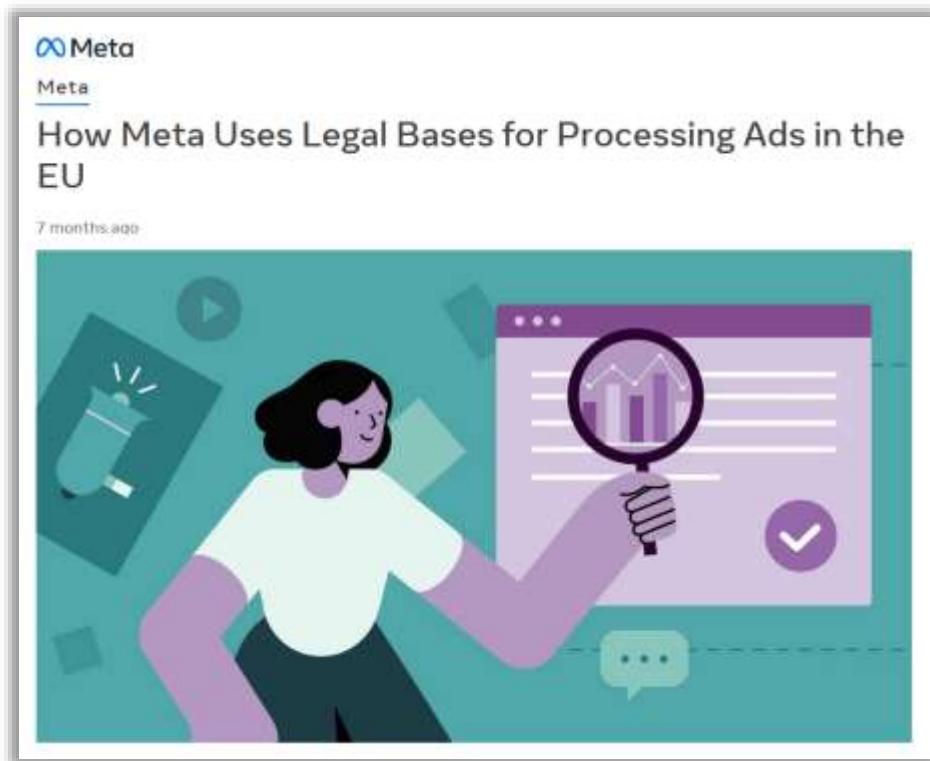 Meta
Meta
How Meta Uses Legal Bases for Processing Ads in the
EU
7 months ago